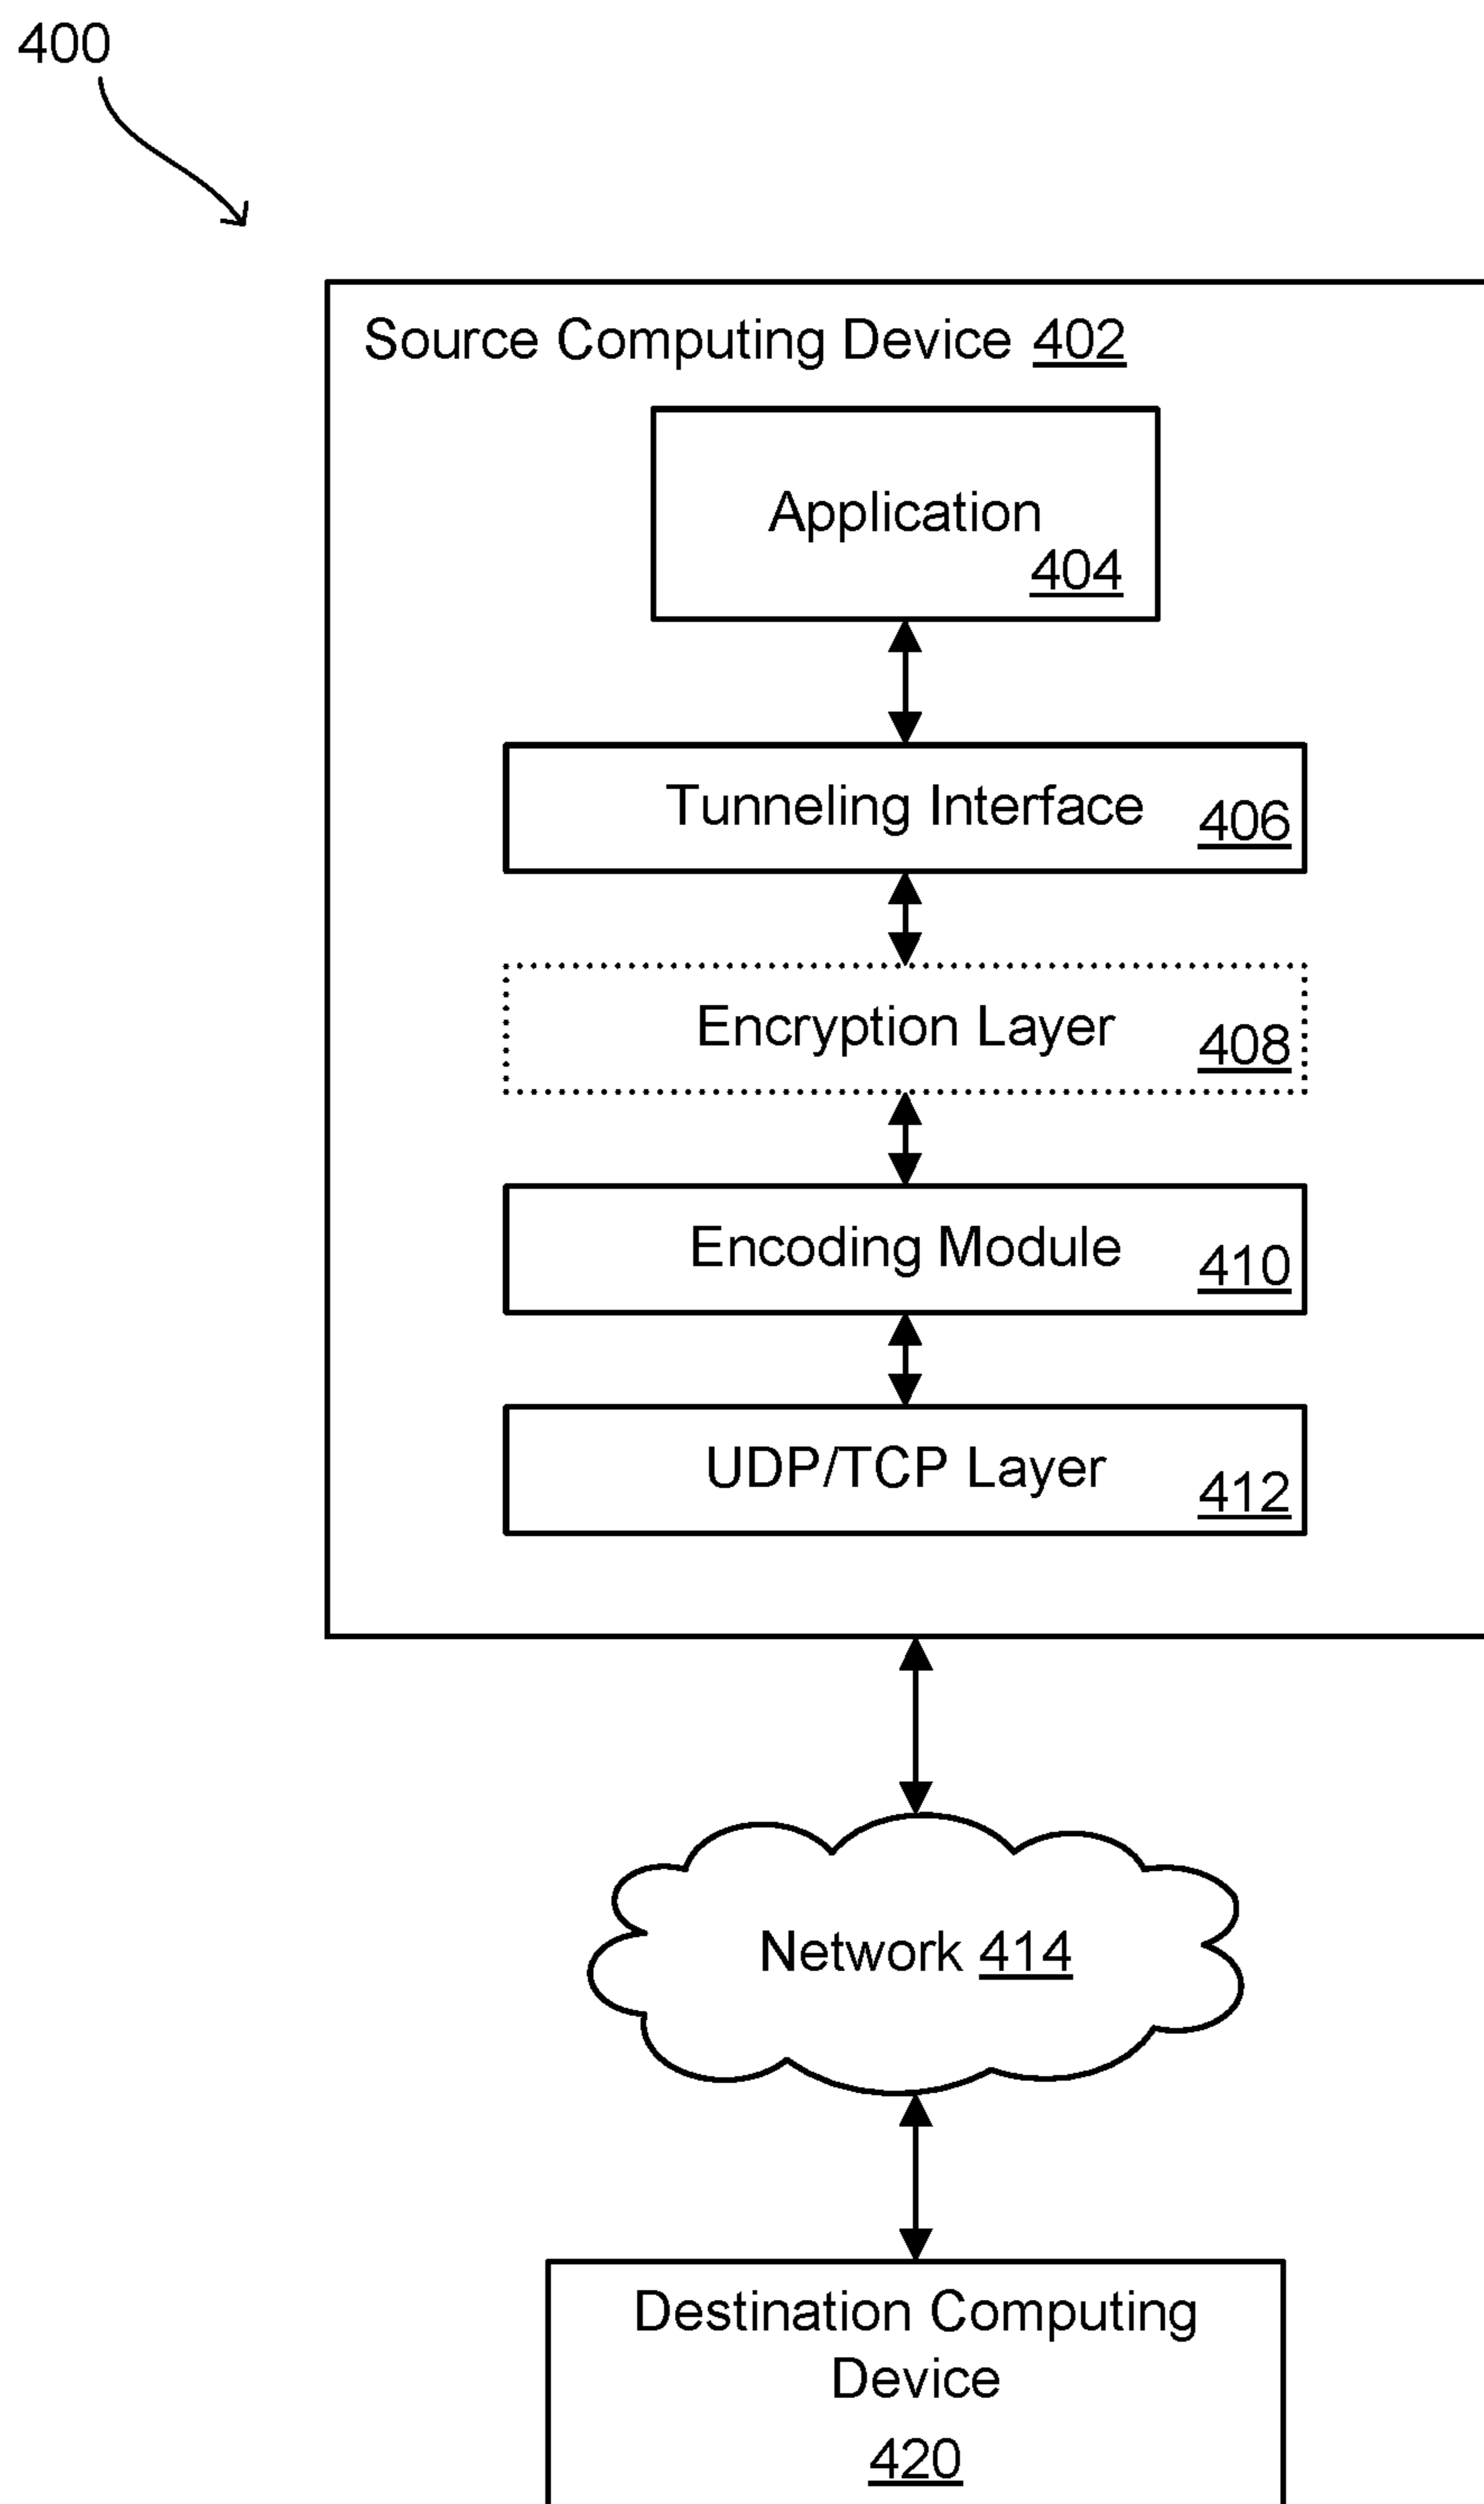 400
Source Computing Device 402
Application
404
Tunneling Interface 406
Encryption Layer 408
Encoding Module 410
UDP/TCP Layer 412
Network 414
Destination Computing
Device
420